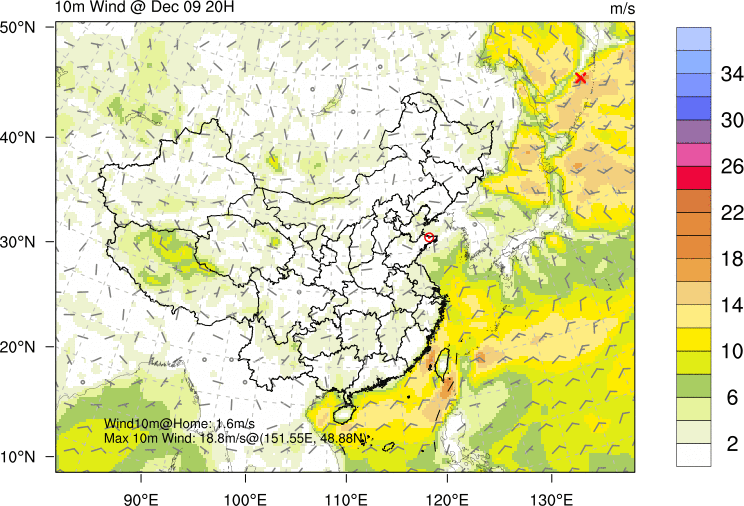 10m Wind @ Dec 09 20H
m/s
50°N
40°N
30°N
20°N
10°N
Wind10m@Home: 1.6m/s
Max 10m Wind: 18.8m/s@(151.55E, 48.88N)
90°E 100°E 110°E 120°E 130°E
34
30
26
22
18
14
10
6
2